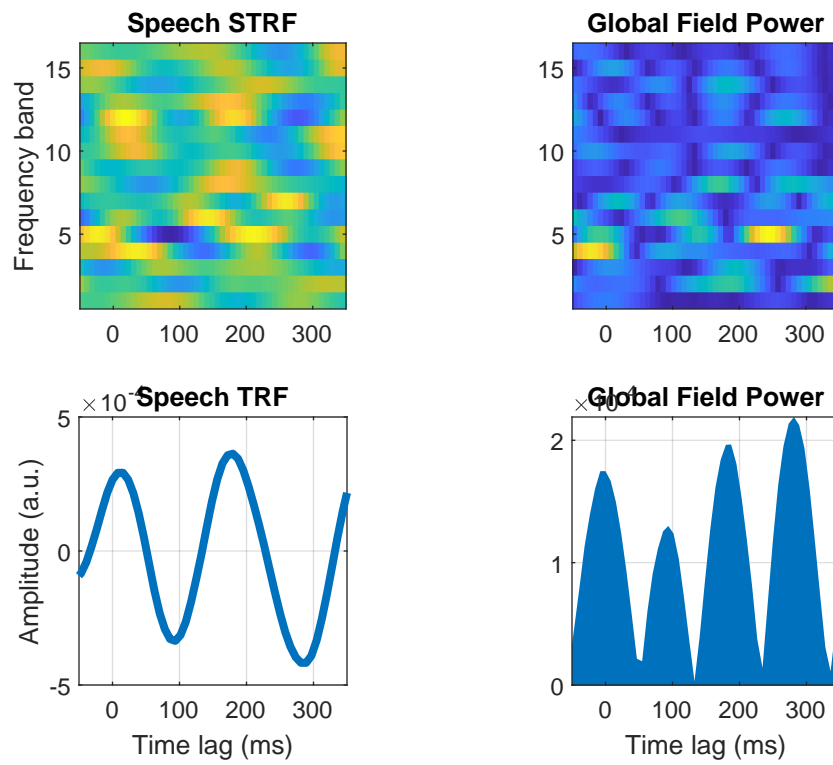 Speech STRF
Frequency band
15
10
5
0 100 200 300
Global Field Power
15
10
5
0 100 200 300
Speech TRF
× 10^-4
Amplitude (a.u.)
5
0
-5
0 100 200 300
Time lag (ms)
Global Field Power
× 10^-4
2
1
0
0 100 200 300
Time lag (ms)